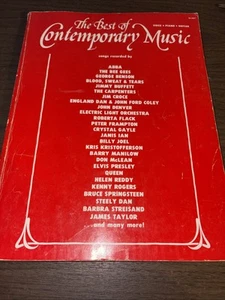 VOICE • PIANO • GUITAR
The Best of
Contemporary Music
songs recorded by
ABBA
THE BEE GEES
GEORGE BENSON
BLOOD, SWEAT & TEARS
JIMMY BUFFETT
THE CARPENTERS
JIM CROCE
ENGLAND DAN & JOHN FORD COLEY
JOHN DENVER
ELECTRIC LIGHT ORCHESTRA
ROBERTA FLACK
PETER FRAMPTON
CRYSTAL GAYLE
JANIS IAN
BILLY JOEL
KRIS KRISTOFFERSON
BARRY MANILOW
DON McLEAN
ELVIS PRESLEY
QUEEN
HELEN REDDY
KENNY ROGERS
BRUCE SPRINGSTEEN
STEELY DAN
BARBRA STREISAND
JAMES TAYLOR
...and many more!